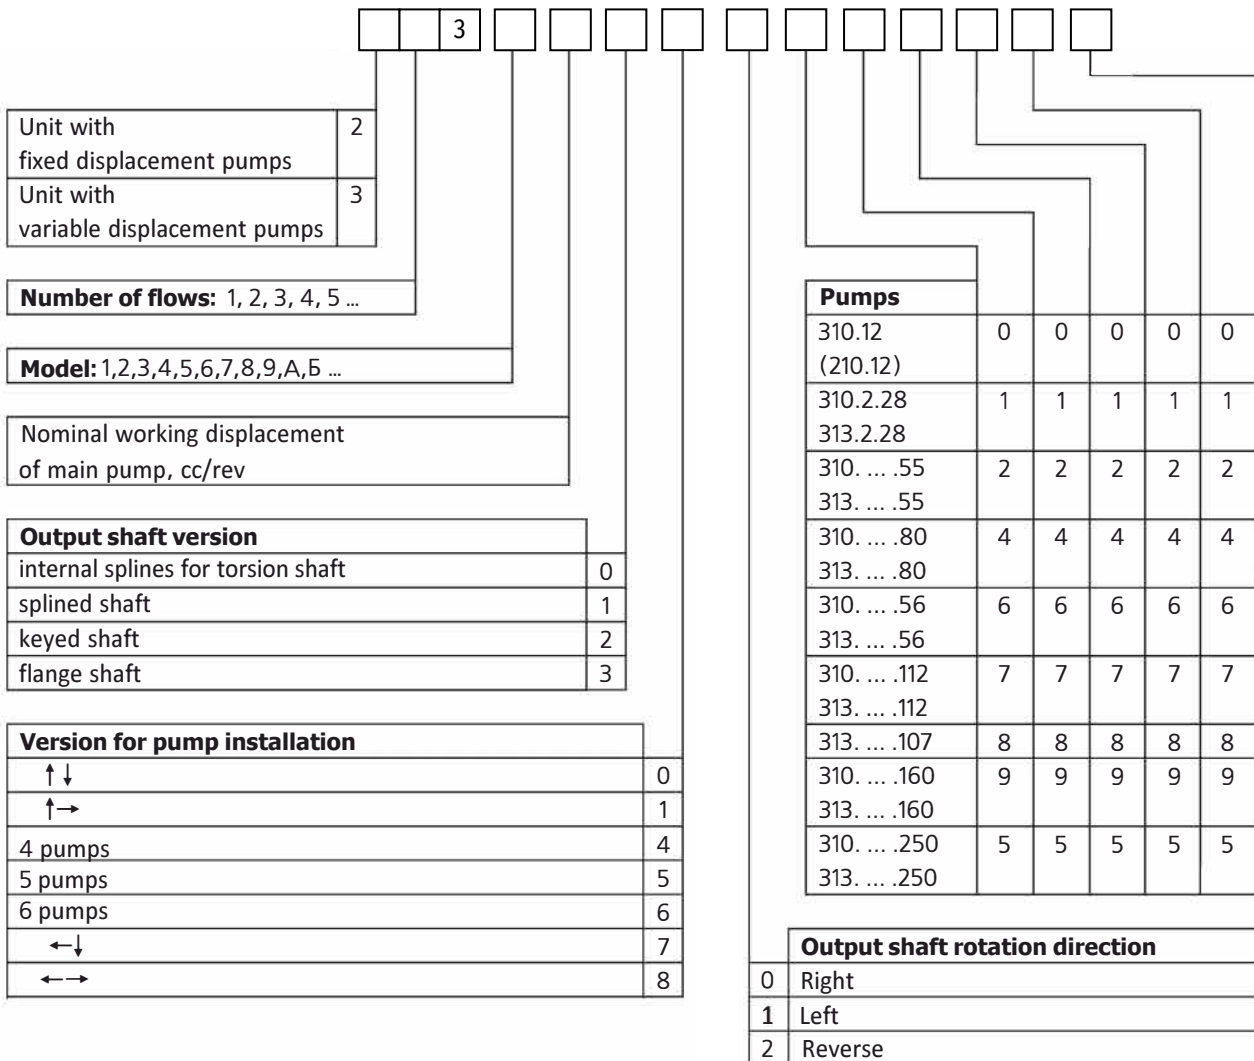 3
Unit with 2
fixed displacement pumps
Unit with 3
variable displacement pumps
Number of flows: 1, 2, 3, 4, 5 ...
Model: 1,2,3,4,5,6,7,8,9,А,Б ...
Nominal working displacement
of main pump, cc/rev
Output shaft version
internal splines for torsion shaft 0
splined shaft 1
keyed shaft 2
flange shaft 3
Version for pump installation
↑↓ 0
↑→ 1
4 pumps 4
5 pumps 5
6 pumps 6
←↓ 7
←→ 8
Pumps
310.12 0 0 0 0 0
(210.12)
310.2.28 1 1 1 1 1
313.2.28
310. ... .55 2 2 2 2 2
313. ... .55
310. ... .80 4 4 4 4 4
313. ... .80
310. ... .56 6 6 6 6 6
313. ... .56
310. ... .112 7 7 7 7 7
313. ... .112
313. ... .107 8 8 8 8 8
310. ... .160 9 9 9 9 9
313. ... .160
310. ... .250 5 5 5 5 5
313. ... .250
Output shaft rotation direction
0 Right
1 Left
2 Reverse